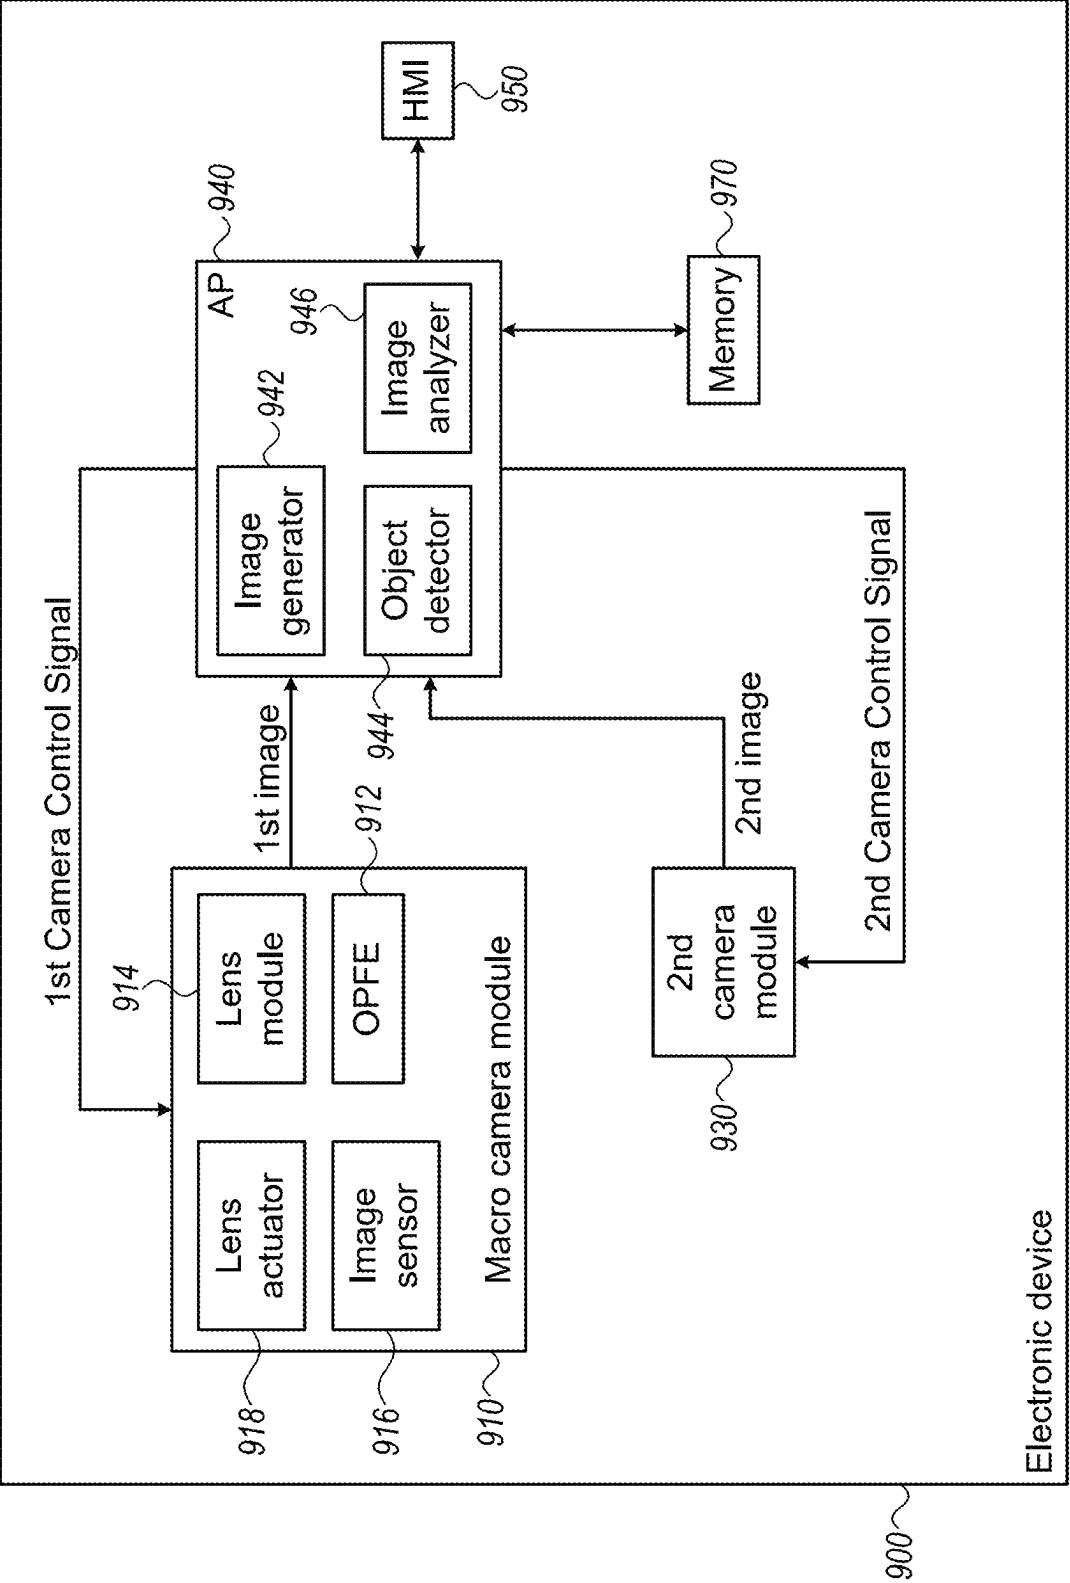 1st Camera Control Signal
940
AP
942
Image
generator
946
Image
analyzer
Object
detector
944
HMI
950
1st image
914
Lens
module
912
OPFE
Lens
actuator
918
Image
sensor
916
Macro camera module
910
2nd image
2nd
camera
module
930
Memory
970
2nd Camera Control Signal
Electronic device
900